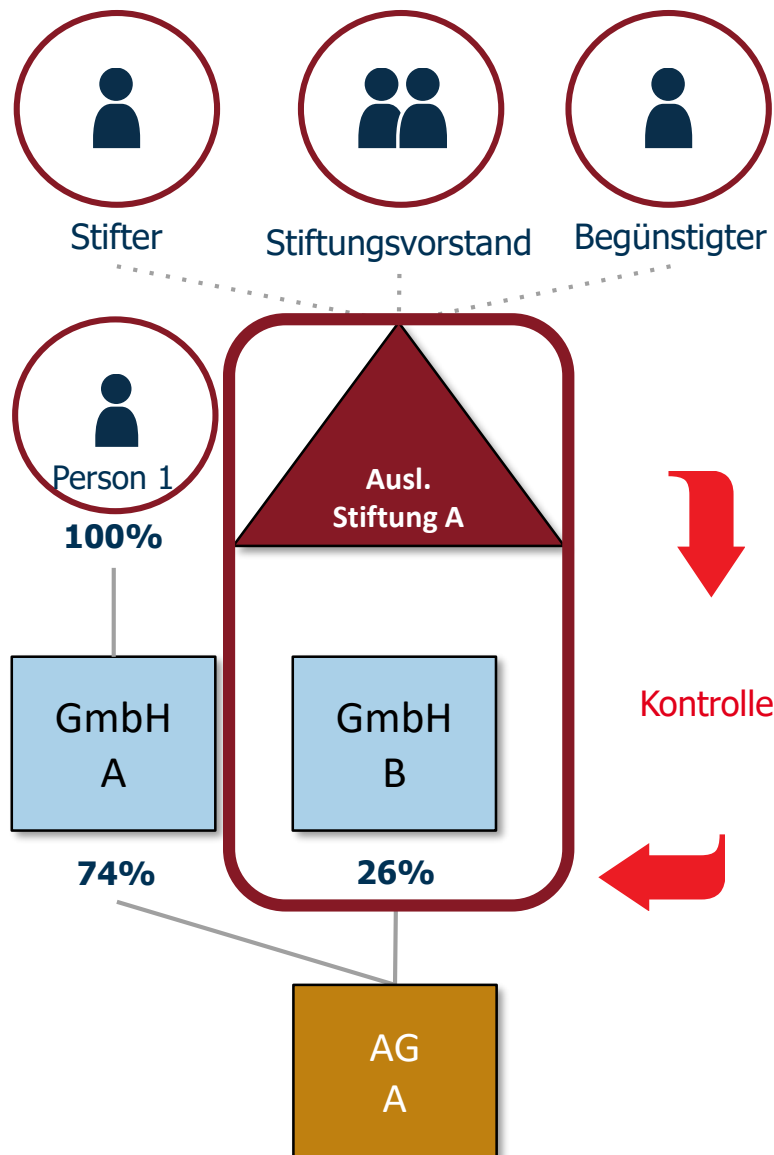 Stifter
Stiftungsvorstand
Begünstigter
Person 1
100%
Ausl.
Stiftung A
GmbH
A
GmbH
B
Kontrolle
74%
26%
AG
A